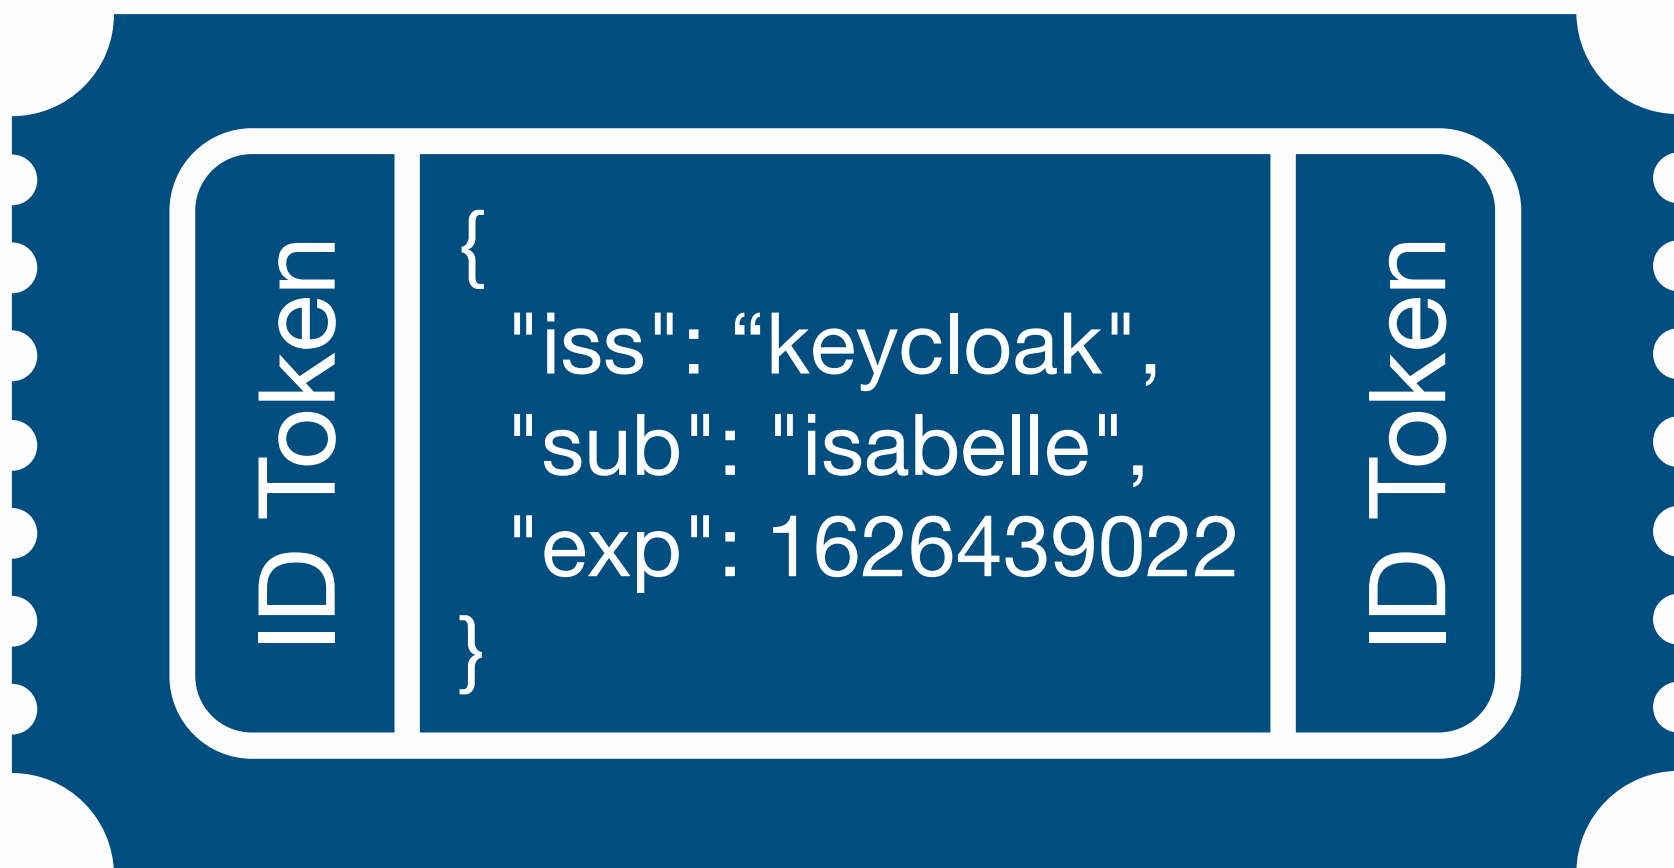 ID Token
{
"iss": “keycloak",
"sub": "isabelle",
"exp": 1626439022
}
ID Token